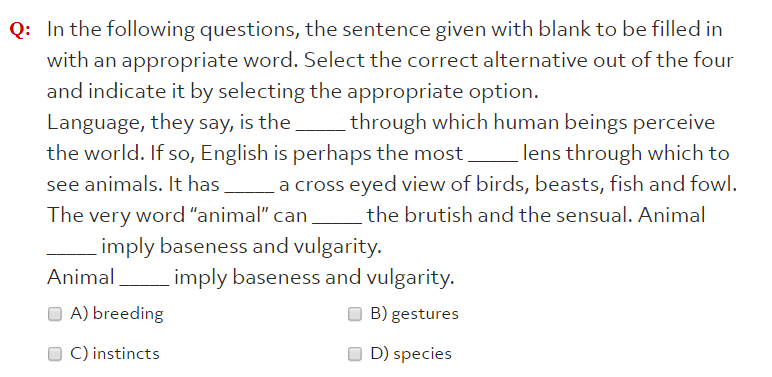 Q: In the following questions, the sentence given with blank to be filled in
with an appropriate word. Select the correct alternative out of the four
and indicate it by selecting the appropriate option.
Language, they say, is the _____ through which human beings perceive
the world. If so, English is perhaps the most _____ lens through which to
see animals. It has _____ a cross eyed view of birds, beasts, fish and fowl.
The very word "animal" can _____ the brutish and the sensual. Animal
_____ imply baseness and vulgarity.
Animal _____ imply baseness and vulgarity.
A) breeding B) gestures
C) instincts D) species